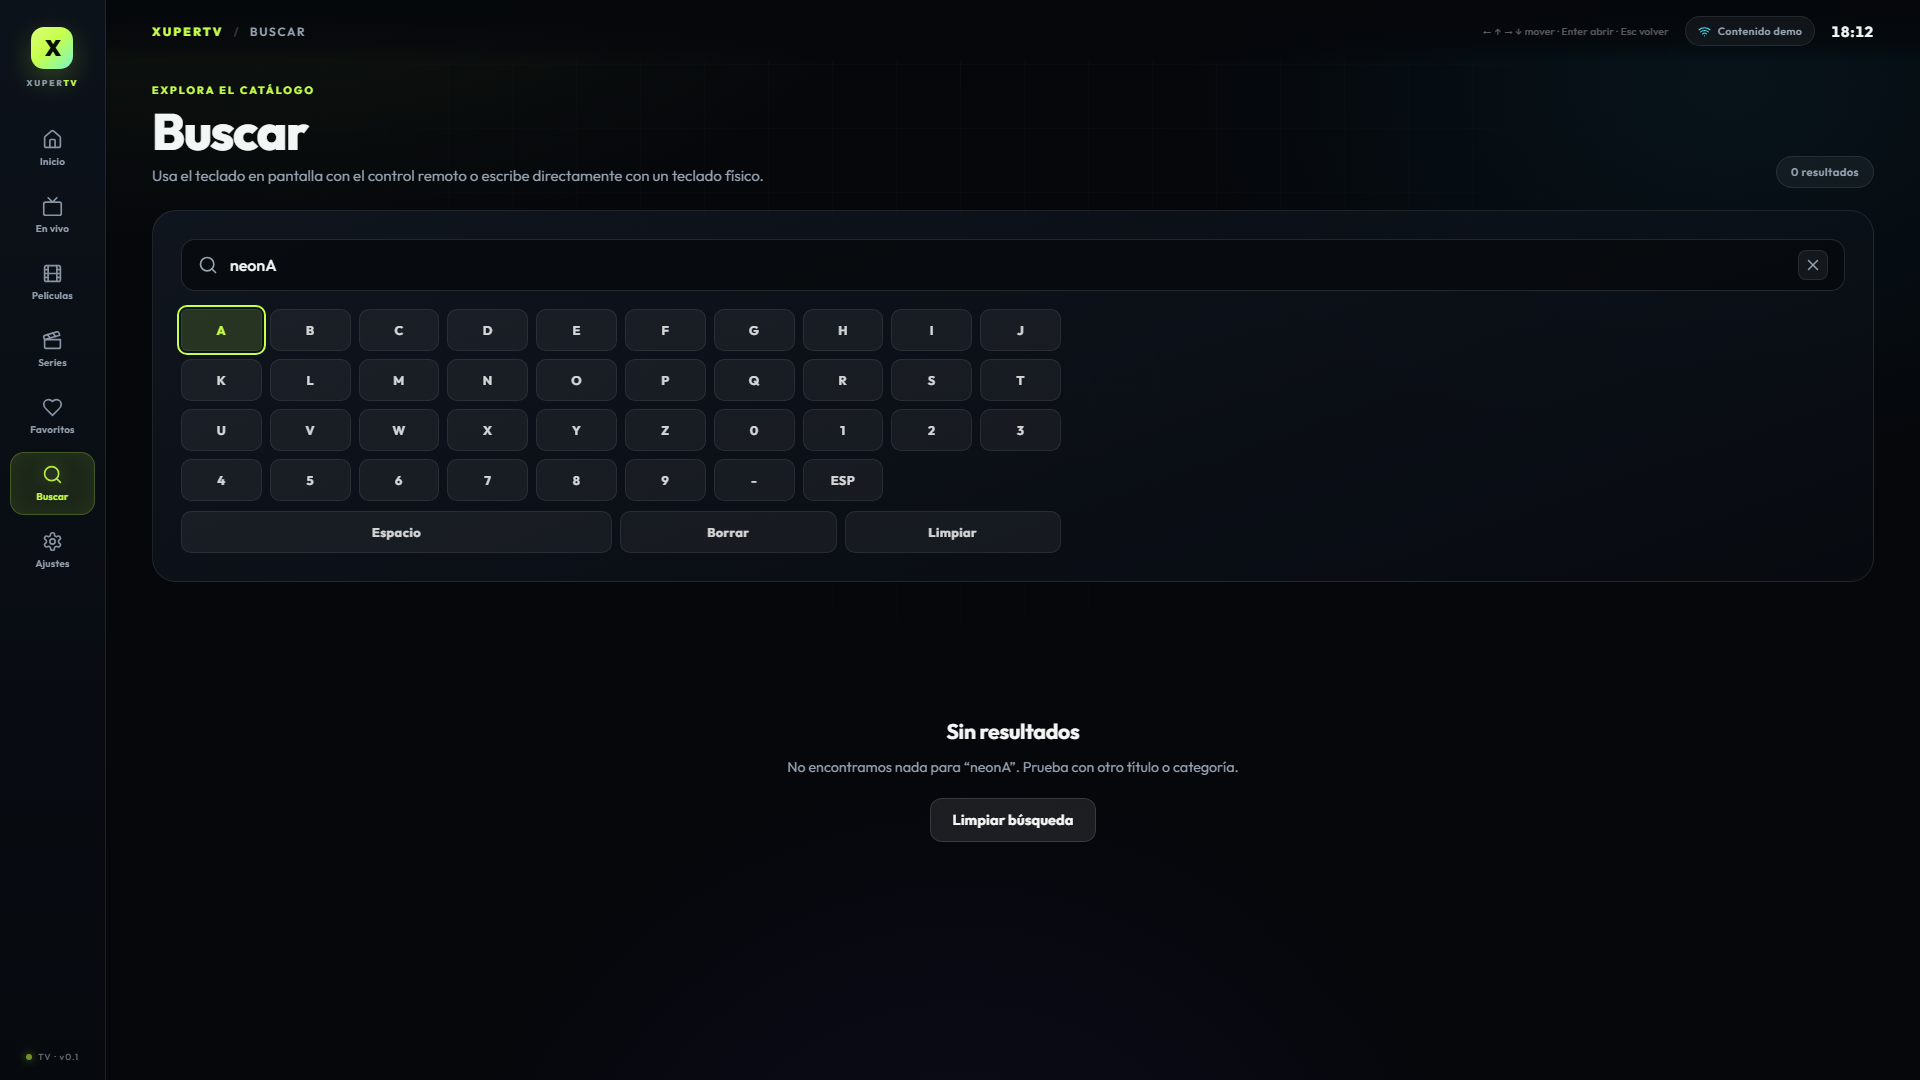 X
XUPERTV
Inicio
En vivo
Películas
Series
Favoritos
Buscar
Ajustes
TV · v0.1
XUPERTV / BUSCAR
← ↑ → ↓ mover · Enter abrir · Esc volver
Contenido demo
18:12
EXPLORA EL CATÁLOGO
Buscar
Usa el teclado en pantalla con el control remoto o escribe directamente con un teclado físico.
0 resultados
neonA
A B C D E F G H I J
K L M N O P Q R S T
U V W X Y Z 0 1 2 3
4 5 6 7 8 9 - ESP
Espacio Borrar Limpiar
Sin resultados
No encontramos nada para “neonA”. Prueba con otro título o categoría.
Limpiar búsqueda